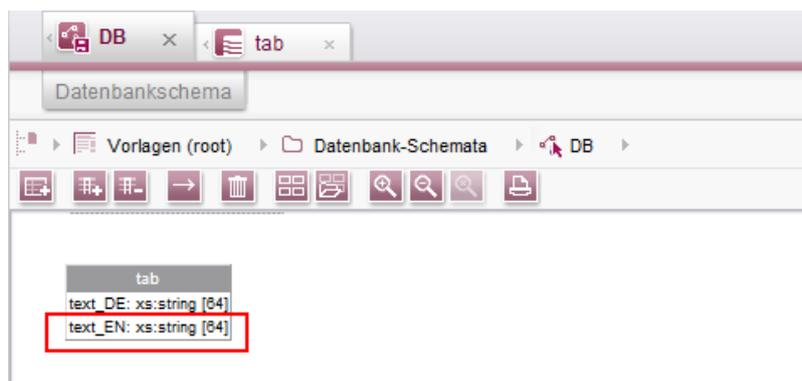 DB
tab
Datenbankschema
Vorlagen (root) Datenbank-Schemata DB
tab
text_DE: xs:string [64]
text_EN: xs:string [64]